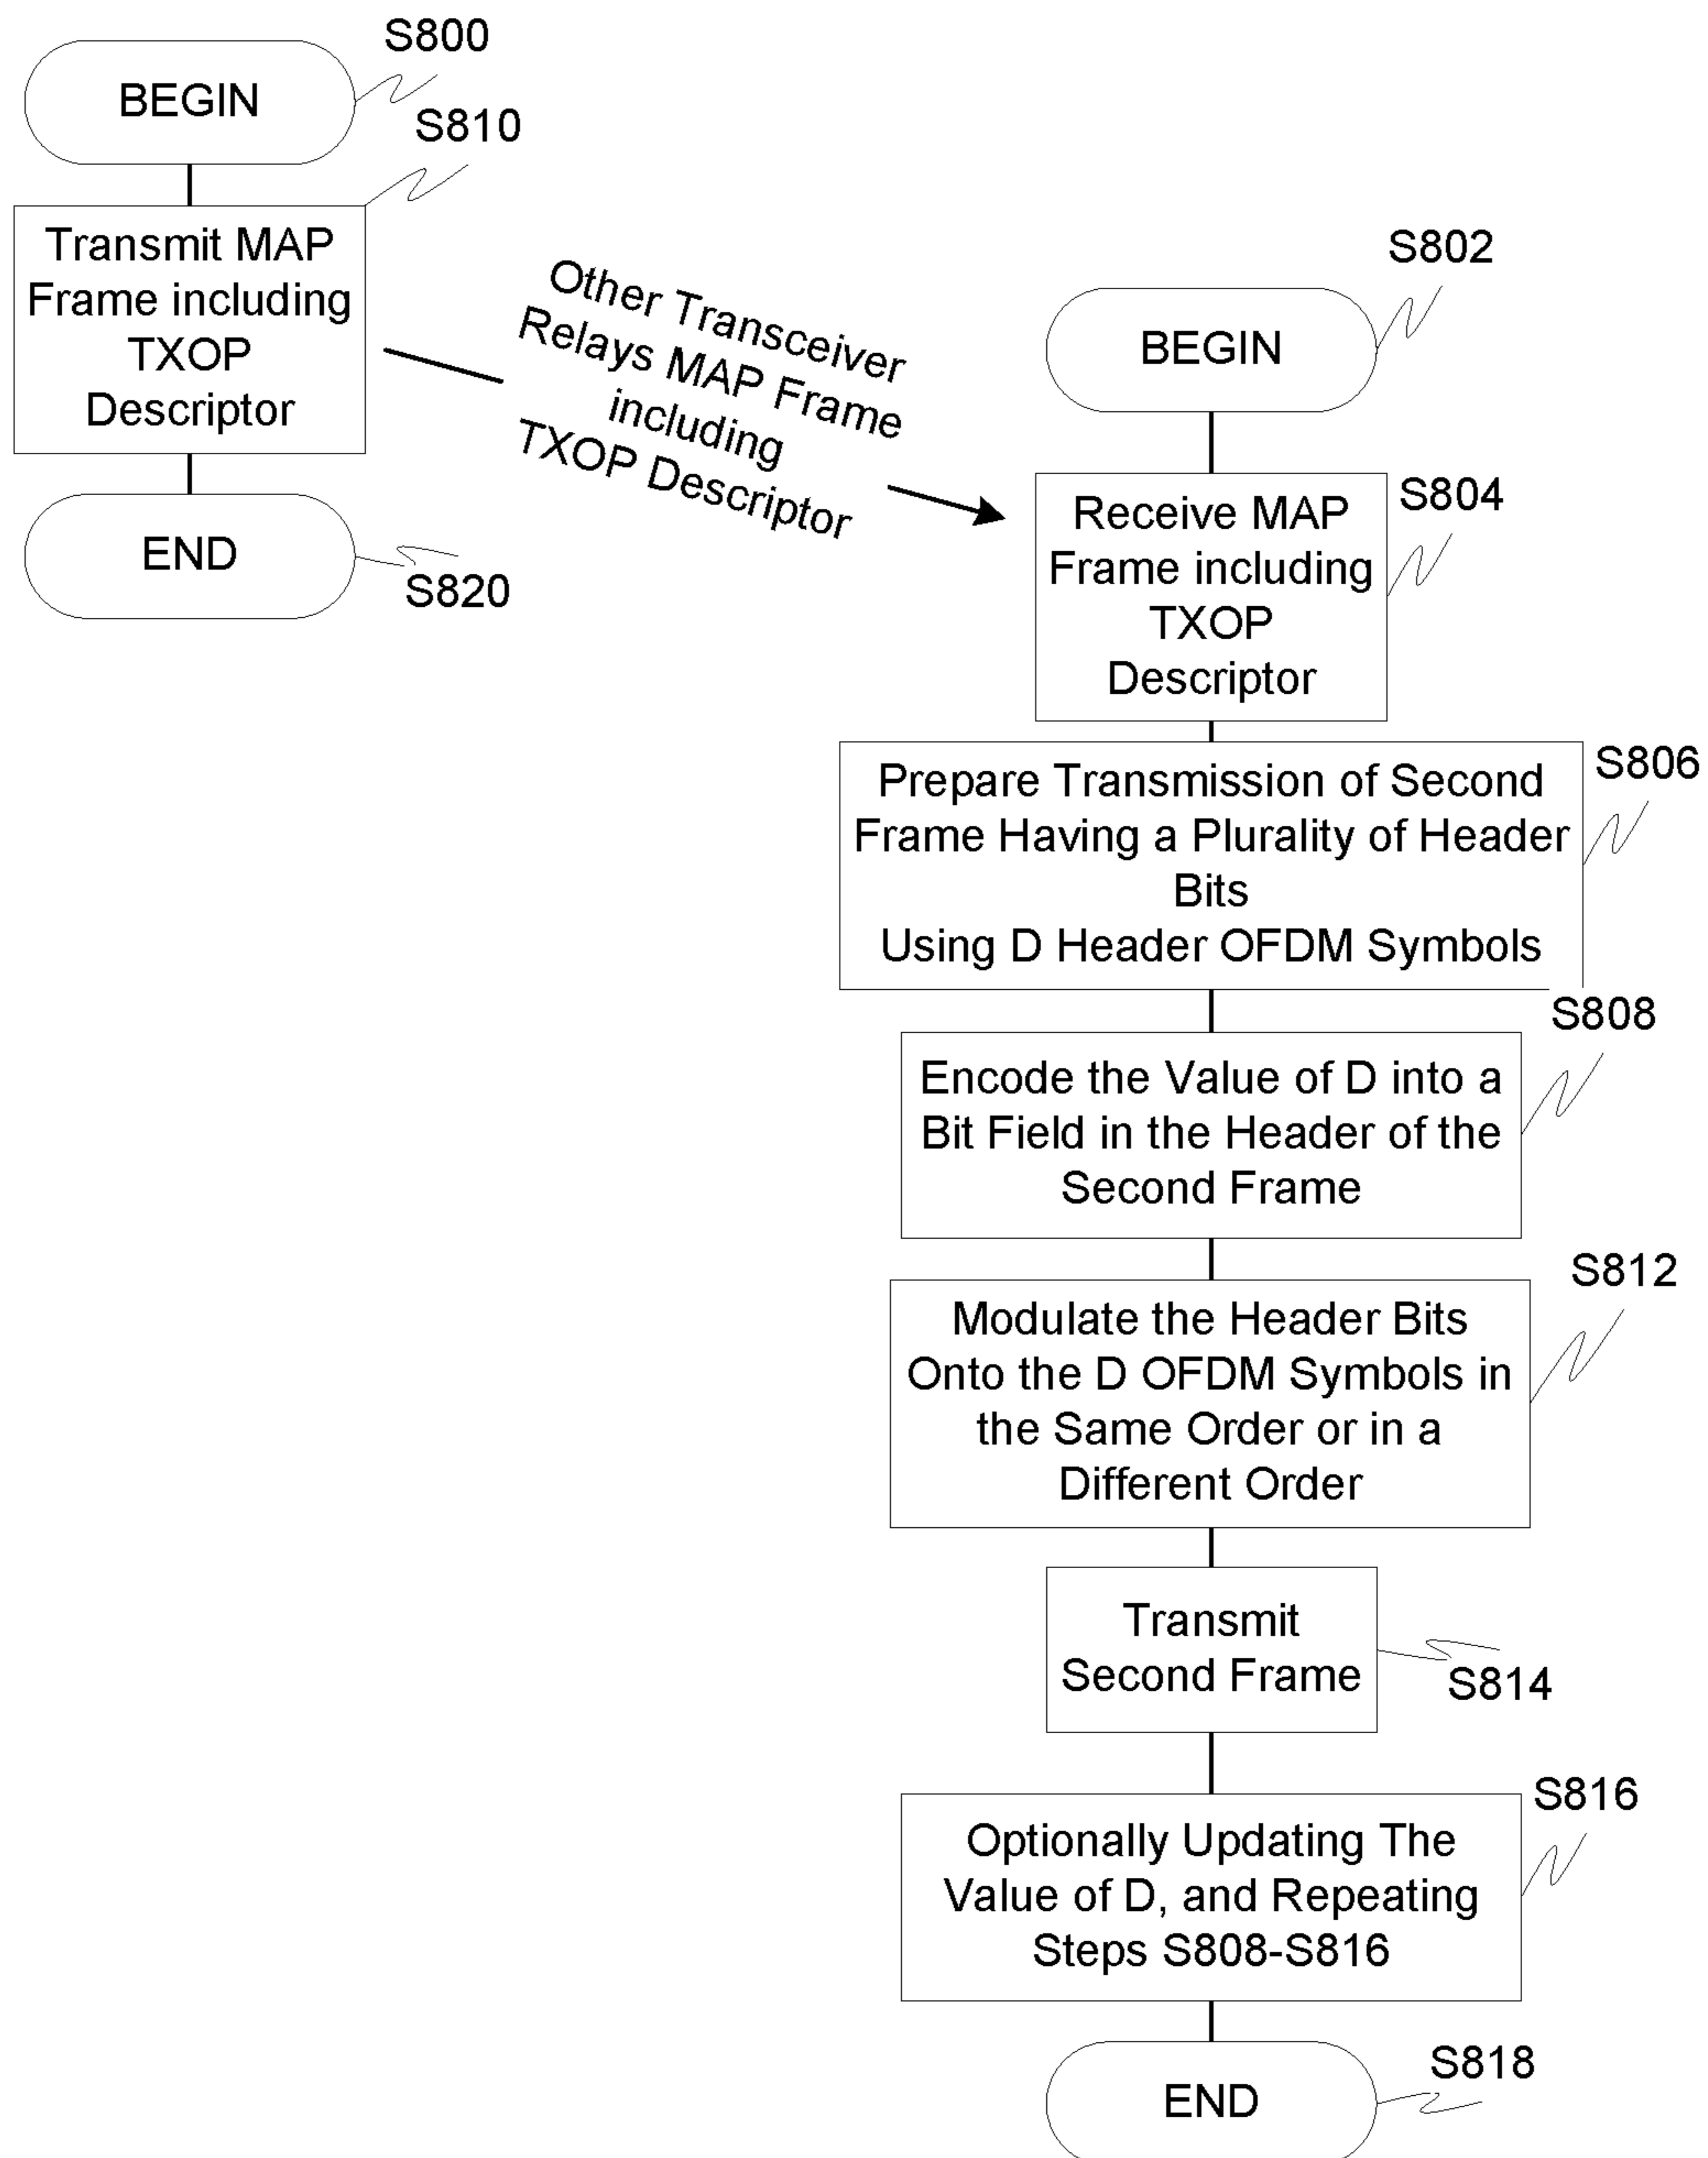 S800
BEGIN
S810
Transmit MAP
Frame including
TXOP
Descriptor
END
S820
Other Transceiver
Relays MAP Frame
including
TXOP Descriptor
S802
BEGIN
S804
Receive MAP
Frame including
TXOP
Descriptor
S806
Prepare Transmission of Second
Frame Having a Plurality of Header
Bits
Using D Header OFDM Symbols
S808
Encode the Value of D into a
Bit Field in the Header of the
Second Frame
S812
Modulate the Header Bits
Onto the D OFDM Symbols in
the Same Order or in a
Different Order
Transmit
Second Frame
S814
S816
Optionally Updating The
Value of D, and Repeating
Steps S808-S816
S818
END